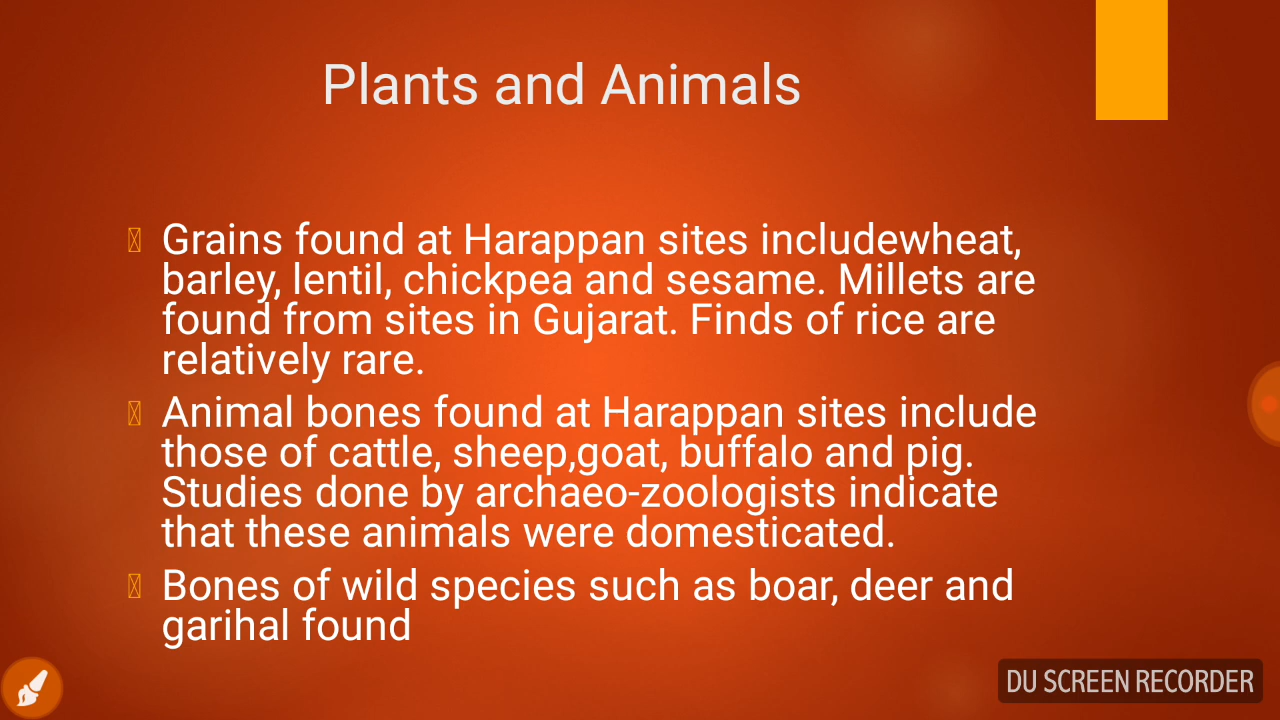 Plants and Animals
Grains found at Harappan sites includewheat,
barley, lentil, chickpea and sesame. Millets are
found from sites in Gujarat. Finds of rice are
relatively rare.
Animal bones found at Harappan sites include
those of cattle, sheep,goat, buffalo and pig.
Studies done by archaeo-zoologists indicate
that these animals were domesticated.
Bones of wild species such as boar, deer and
garihal found
DU SCREEN RECORDER